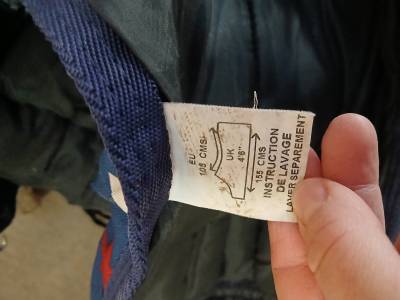 EU
105 CMS
UK
4'6"
155 CMS
INSTRUCTION
DE LAVAGE
LAVER SEPAREMENT